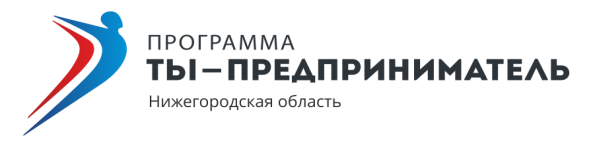 ПРОГРАММА
ТЫ–ПРЕДПРИНИМАТЕЛЬ
Нижегородская область